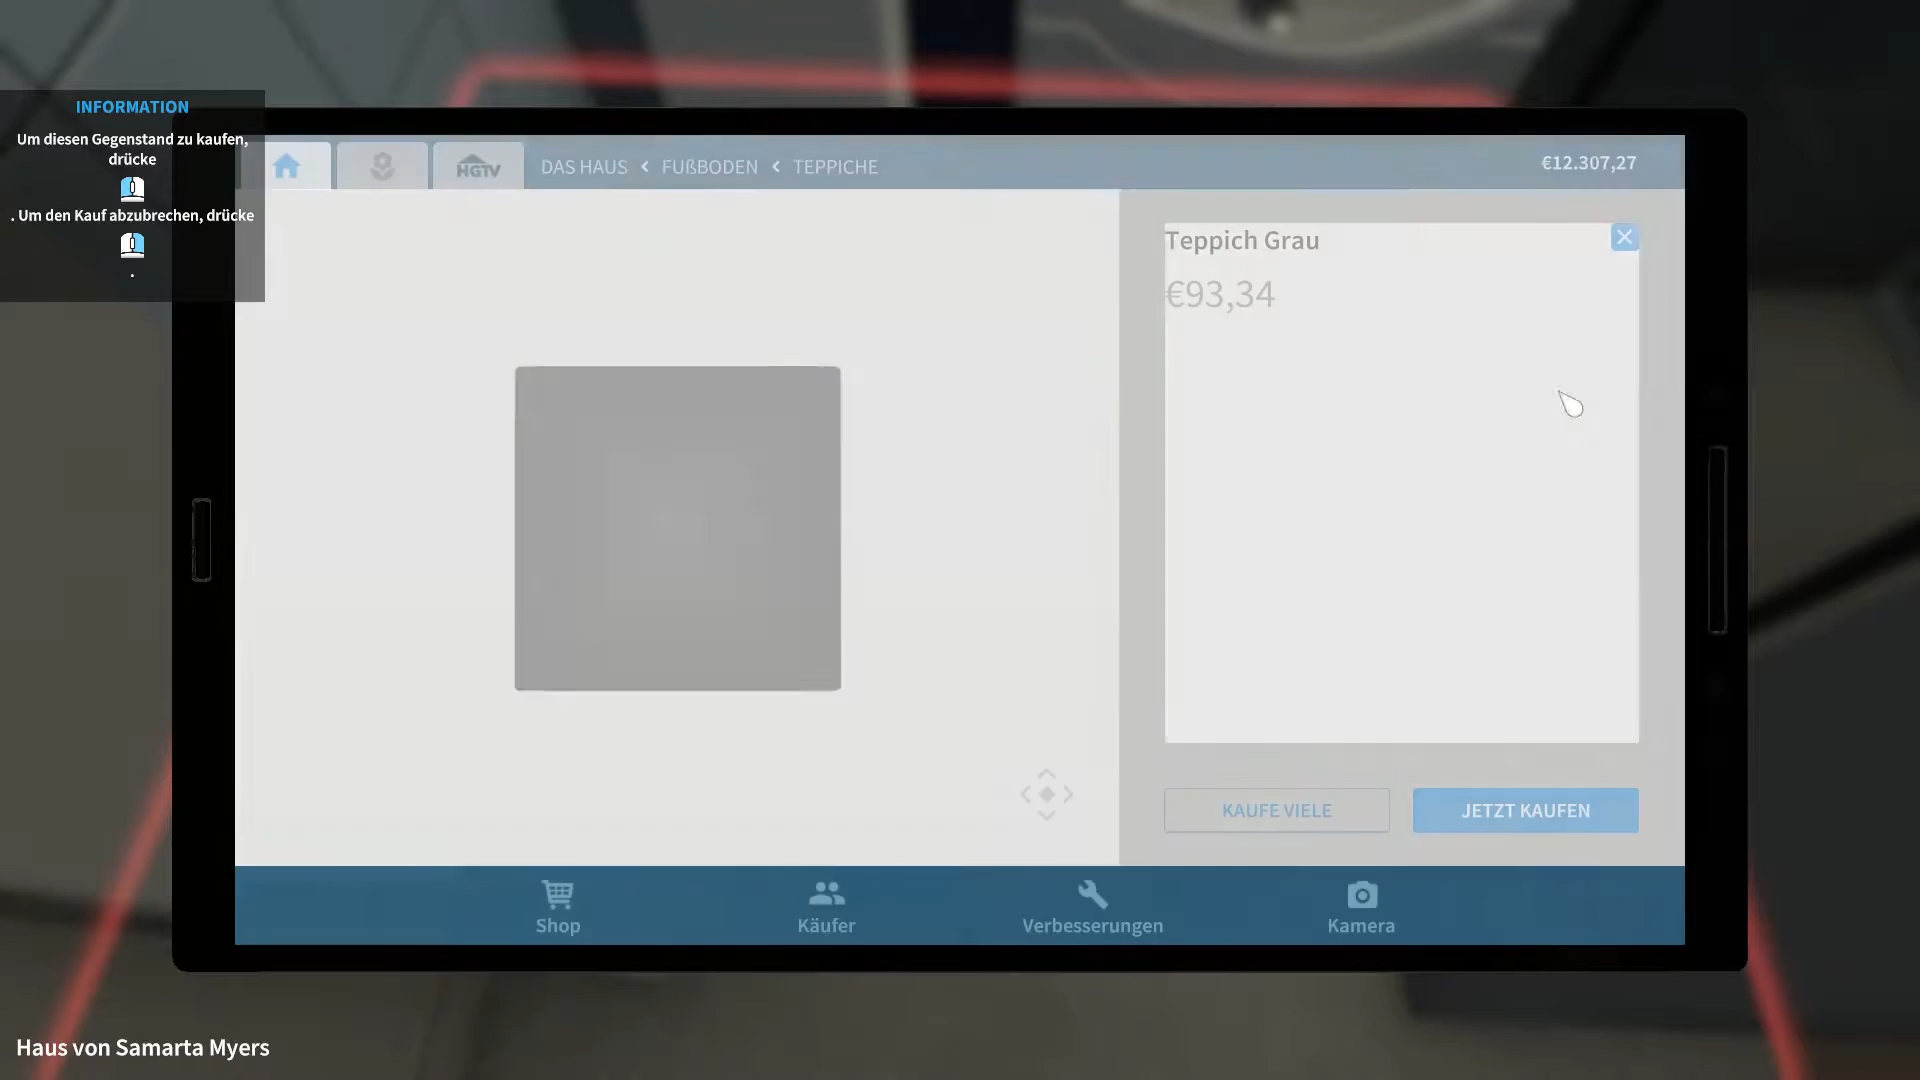 INFORMATION
Um diesen Gegenstand zu kaufen,
drücke
. Um den Kauf abzubrechen, drücke
.
HGTV
DAS HAUS < FUßBODEN < TEPPICHE
€12.307,27
Teppich Grau
€93,34
KAUFE VIELE
JETZT KAUFEN
Shop
Käufer
Verbesserungen
Kamera
Haus von Samarta Myers